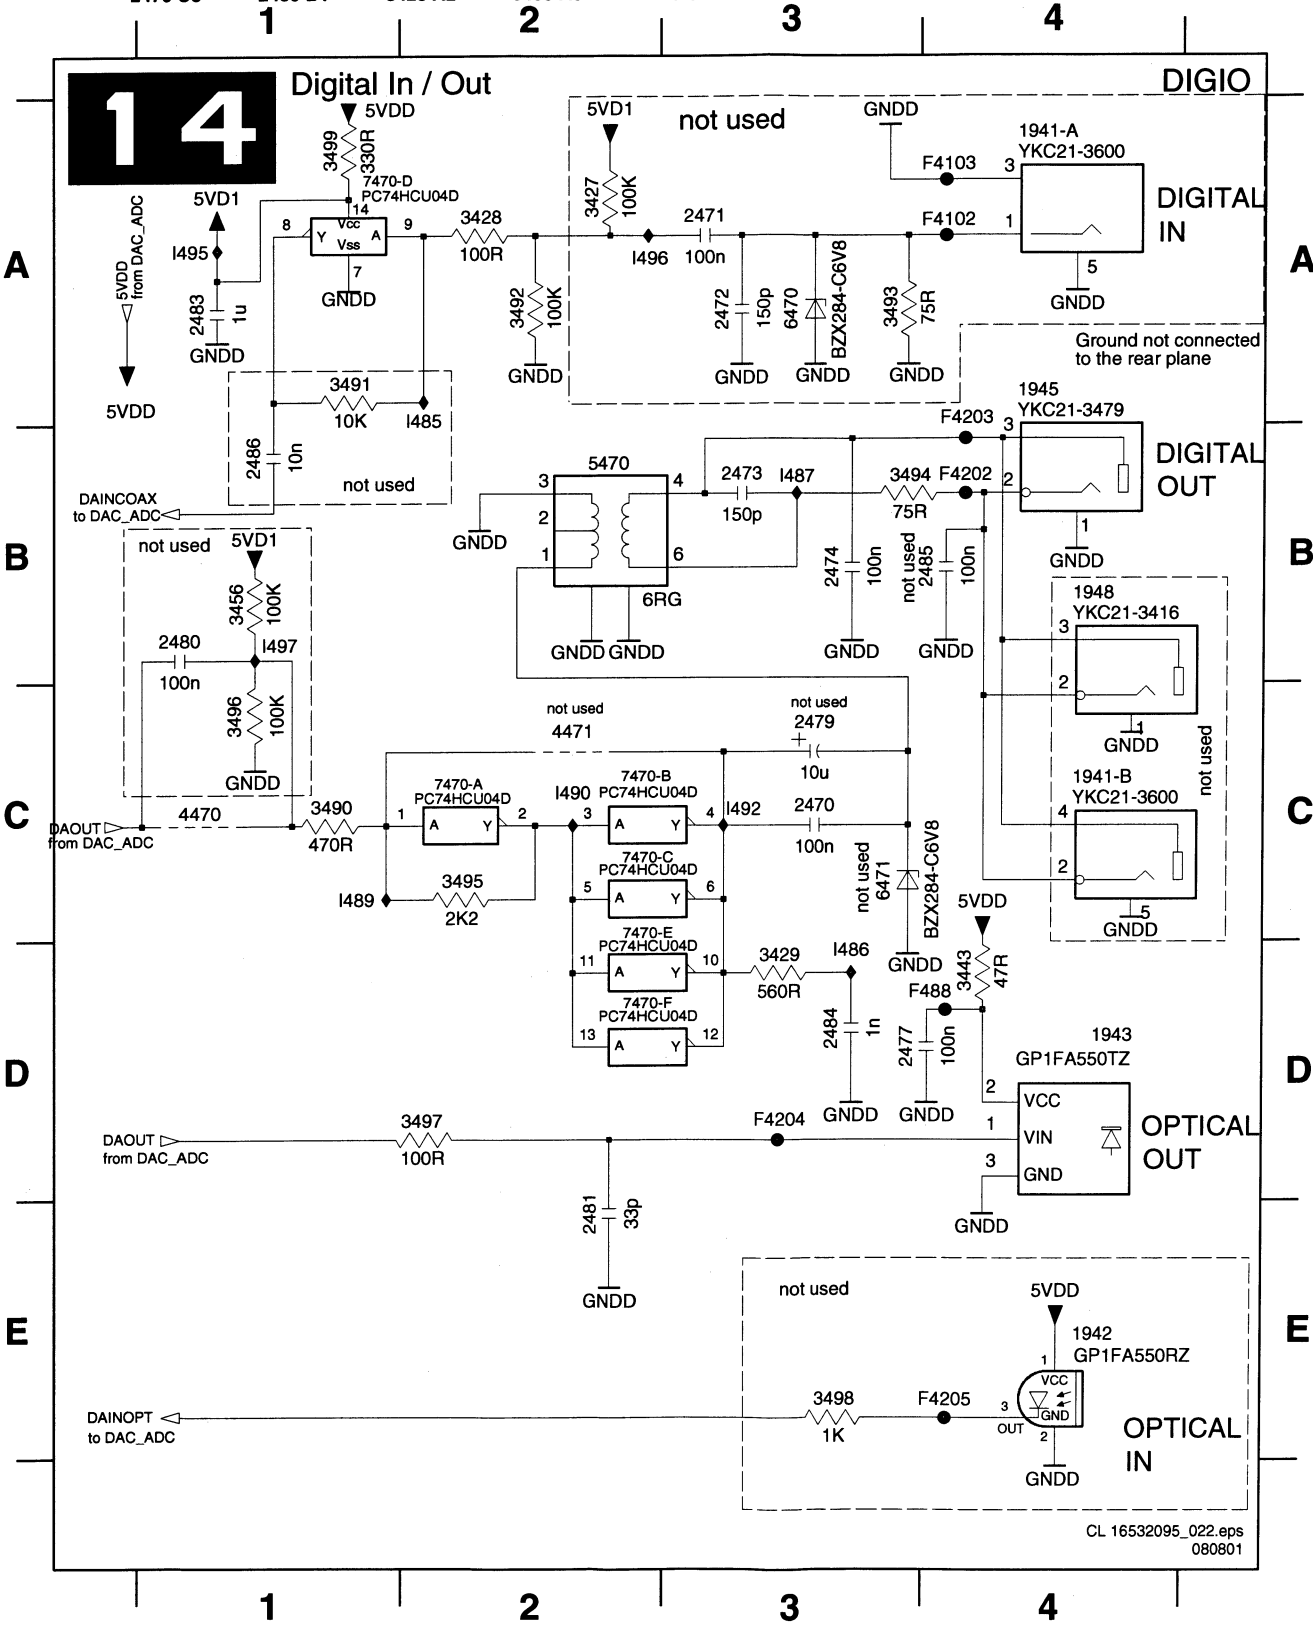 1 2 3 4
14
Digital In / Out
DIGIO
5VDD
3499
330R
7470-D
PC74HCU04D
14
Vcc
8 Y A 9
Vss
7
GNDD
5VD1
I495
2483
1u
GNDD
5VDD
from DAC_ADC
5VDD
3428
100R
3492
100K
GNDD
5VD1
not used
3427
100K
I496
2471
100n
2472
150p
GNDD
6470
BZX284-C6V8
GNDD
3493
75R
GNDD
GNDD
F4103
F4102
1941-A
YKC21-3600
3
1
5
GNDD
DIGITAL
IN
Ground not connected
to the rear plane
A A
3491
10K
I485
2486
10n
not used
DAINCOAX
to DAC_ADC
5470
3
2
1
4
6
6RG
GNDD
GNDD GNDD
2473
150p
I487
3494
75R
F4203
F4202
1945
YKC21-3479
3
2
1
GNDD
DIGITAL
OUT
2474
100n
GNDD
not used
2485
100n
GNDD
B B
not used
5VD1
3456
100K
2480
100n
I497
3496
100K
GNDD
1948
YKC21-3416
3
2
1
GNDD
not used
1941-B
YKC21-3600
4
2
5
GNDD
not used
4471
not used
2479
+
10u
C C
DAOUT
from DAC_ADC
4470
3490
470R
7470-A
PC74HCU04D
1 A Y 2
I490
7470-B
PC74HCU04D
3 A Y 4
I492
2470
100n
I489
3495
2K2
7470-C
PC74HCU04D
5 A Y 6
7470-E
PC74HCU04D
11 A Y 10
7470-F
PC74HCU04D
13 A Y 12
not used
6471
BZX284-C6V8
GNDD
5VDD
3443
47R
3429
560R
I486
2484
1n
GNDD
F488
2477
100n
GNDD
D D
1943
GP1FA550TZ
2 VCC
1 VIN
3 GND
GNDD
OPTICAL
OUT
DAOUT
from DAC_ADC
3497
100R
F4204
2481
33p
GNDD
E E
not used
5VDD
1942
GP1FA550RZ
1
VCC
3
OUT
GND
2
GNDD
OPTICAL
IN
DAINOPT
to DAC_ADC
3498
1K
F4205
CL 16532095_022.eps
080801
1 2 3 4